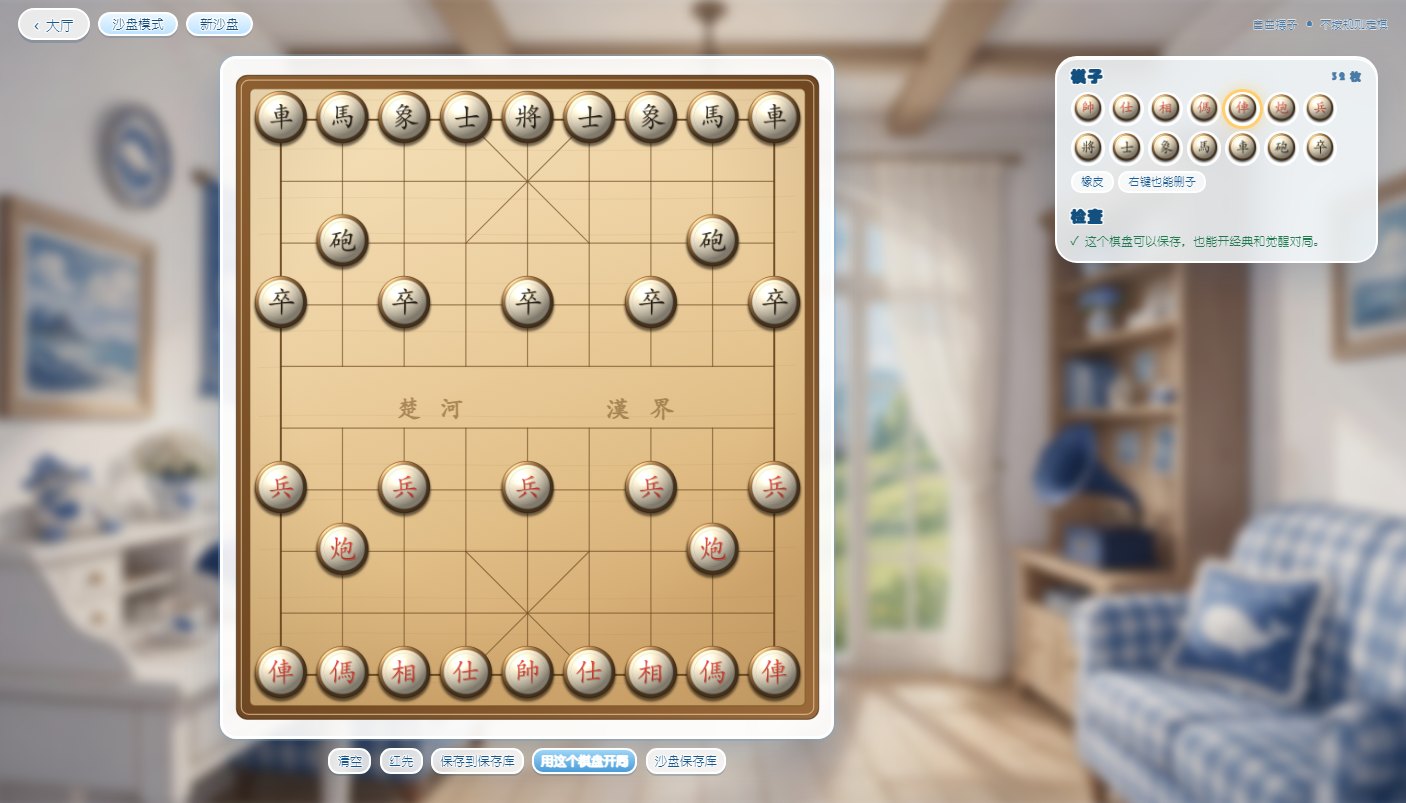 ‹ 大厅 沙盘模式 新沙盘
自由摆子 • 不按规则走棋
車 馬 象 士 將 士 象 馬 車
砲 砲
卒 卒 卒 卒 卒
楚 河 漢 界
兵 兵 兵 兵 兵
炮 炮
俥 傌 相 仕 帥 仕 相 傌 俥
清空 红先 保存到保存库 用这个棋盘开局 沙盘保存库
棋子 32 枚
帥 仕 相 傌 俥 炮 兵
將 士 象 馬 車 砲 卒
橡皮 右键也能删子
检查
✓ 这个棋盘可以保存，也能开经典和觉醒对局。